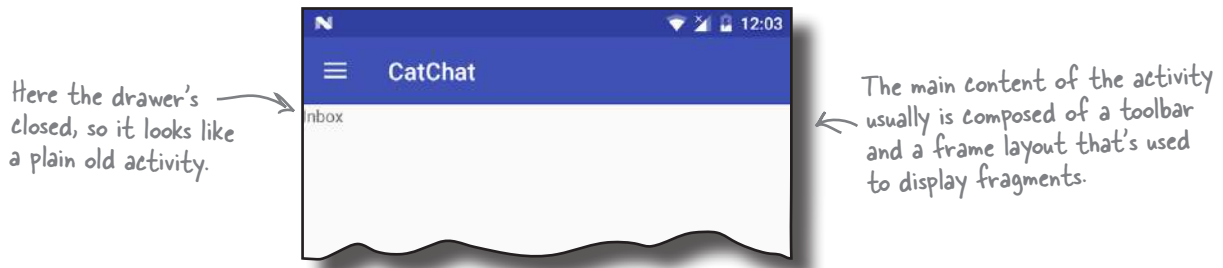 12:03
CatChat
Inbox
Here the drawer's
closed, so it looks like
a plain old activity.
The main content of the activity
usually is composed of a toolbar
and a frame layout that's used
to display fragments.